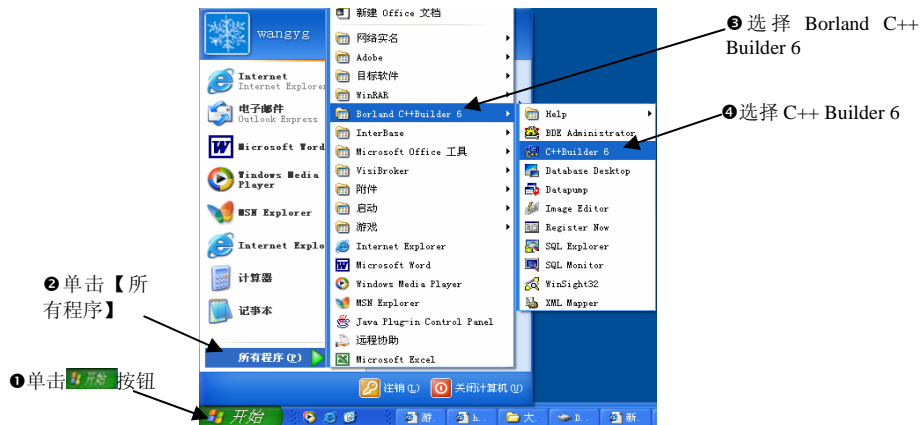 wangyg
Internet
Internet Explore
电子邮件
Outlook Express
Microsoft Word
Windows Media
Player
MSN Explorer
Internet Explo
计算器
记事本
所有程序(P)
新建 Office 文档
网络实名
Adobe
目标软件
WinRAR
Borland C++Builder 6
InterBase
Microsoft Office 工具
VisiBroker
附件
启动
游戏
Internet Explorer
Microsoft Word
Windows Media Player
MSN Explorer
Java Plug-in Control Panel
远程协助
Microsoft Excel
Help
BDE Administrator
C++Builder 6
Database Desktop
Datapump
Image Editor
Register Now
SQL Explorer
SQL Monitor
WinSight32
XML Mapper
注销(L)
关闭计算机(U)
开始
游.
h..
大.
D..
新.
❸选择 Borland C++
Builder 6
❹选择 C++ Builder 6
❷单击【所
有程序】
❶单击 开始 按钮